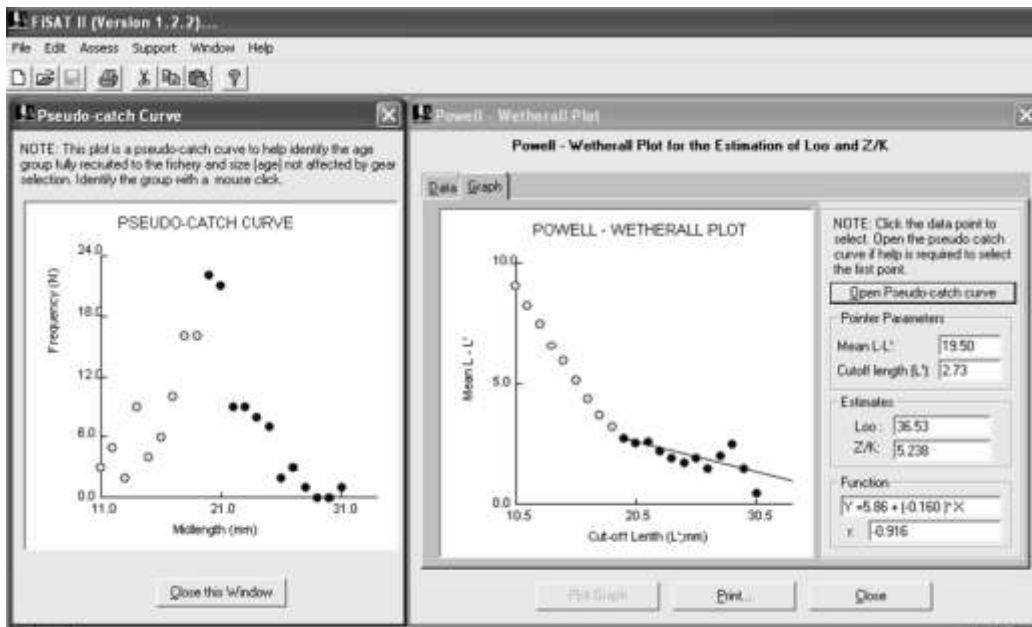 FiSAT II (Version 1.2.2)...
File Edit Assess Support Window Help
Pseudo-catch Curve
NOTE: This plot is a pseudo-catch curve to help identify the age
group fully recruited to the fishery and size (age) not affected by gear
selection. Identify the group with a mouse click.
PSEUDO-CATCH CURVE
Frequency (N)
24.0
18.0
12.0
6.0
0.0
11.0 21.0 31.0
Midlength (mm)
Close this Window
Powell - Wetherall Plot
Powell - Wetherall Plot for the Estimation of Loo and Z/K
Data Graph
POWELL - WETHERALL PLOT
Mean L - L'
10.0
5.0
0.0
10.5 20.5 30.5
Cut-off Lenth (L';mm)
NOTE: Click the data point to
select. Open the pseudo catch
curve if help is required to select
the first point.
Open Pseudo-catch curve
Pointer Parameters
Mean L-L': 19.50
Cutoff length (L') 2.73
Estimates
Loo : 36.53
Z/K: 5.238
Function
Y =5.86 + (-0.160 )* X
r: -0.916
Plot Graph Print... Close